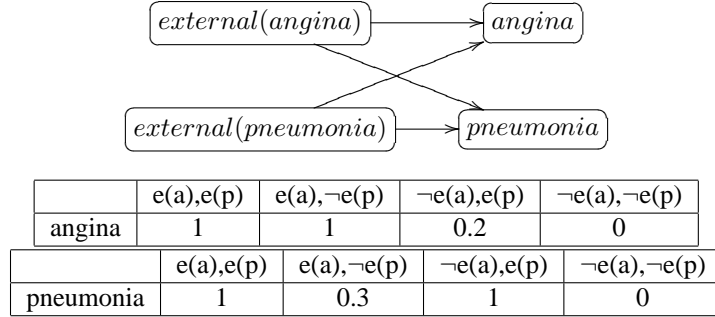 external(angina) angina
external(pneumonia) pneumonia
e(a),e(p) e(a),¬e(p) ¬e(a),e(p) ¬e(a),¬e(p)
angina 1 1 0.2 0
e(a),e(p) e(a),¬e(p) ¬e(a),e(p) ¬e(a),¬e(p)
pneumonia 1 0.3 1 0